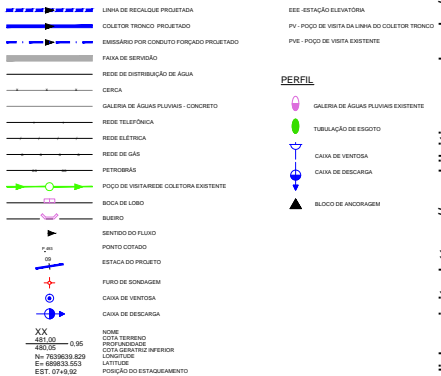 LINHA DE RECALQUE PROJETADA
COLETOR TRONCO PROJETADO
EMISSÁRIO POR CONDUTO FORÇADO PROJETADO
FAIXA DE SERVIDÃO
REDE DE DISTRIBUIÇÃO DE ÁGUA
CERCA
GALERIA DE ÁGUAS PLUVIAIS - CONCRETO
REDE TELEFÔNICA
REDE ELÉTRICA
REDE DE GÁS
PETROBRÁS
POÇO DE VISITA/REDE COLETORA EXISTENTE
BOCA DE LOBO
BUEIRO
SENTIDO DO FLUXO
PONTO COTADO
09
ESTACA DO PROJETO
FURO DE SONDAGEM
CAIXA DE VENTOSA
CAIXA DE DESCARGA
XX
481,00
480,05
0,95
N= 7639639.829
E= 689833.553
EST. 07+9,92
NOME
COTA TERRENO
PROFUNDIDADE
COTA GERATRIZ INFERIOR
LONGITUDE
LATITUDE
POSIÇÃO DO ESTAQUEAMENTO
EEE -ESTAÇÃO ELEVATÓRIA
PV - POÇO DE VISITA DA LINHA DO COLETOR TRONCO
PVE - POÇO DE VISITA EXISTENTE
PERFIL
GALERIA DE ÁGUAS PLUVIAIS EXISTENTE
TUBULAÇÃO DE ESGOTO
CAIXA DE VENTOSA
CAIXA DE DESCARGA
BLOCO DE ANCORAGEM